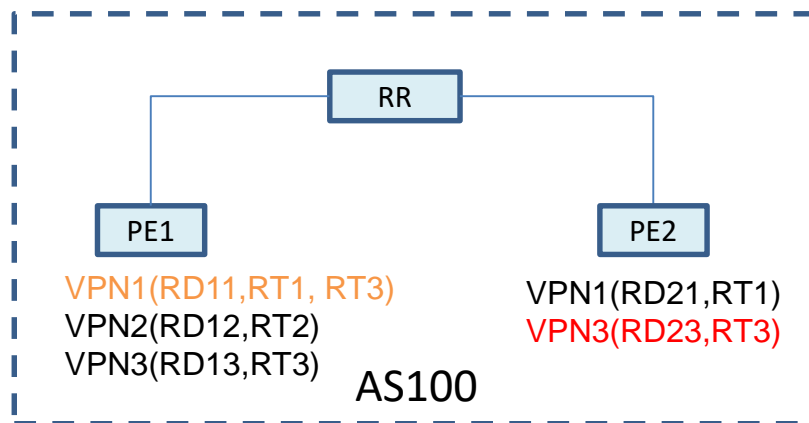 RR
PE1
PE2
VPN1(RD11,RT1, RT3)
VPN2(RD12,RT2)
VPN3(RD13,RT3)
VPN1(RD21,RT1)
VPN3(RD23,RT3)
AS100